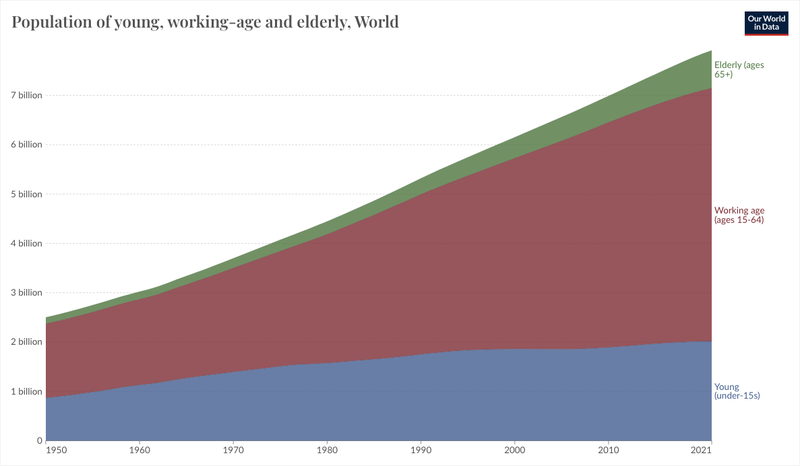 Population of young, working-age and elderly, World
Our World
in Data
Elderly (ages
65+)
7 billion
6 billion
5 billion
Working age
(ages 15-64)
4 billion
3 billion
2 billion
1 billion
Young
(under-15s)
0
1950 1960 1970 1980 1990 2000 2010 2021